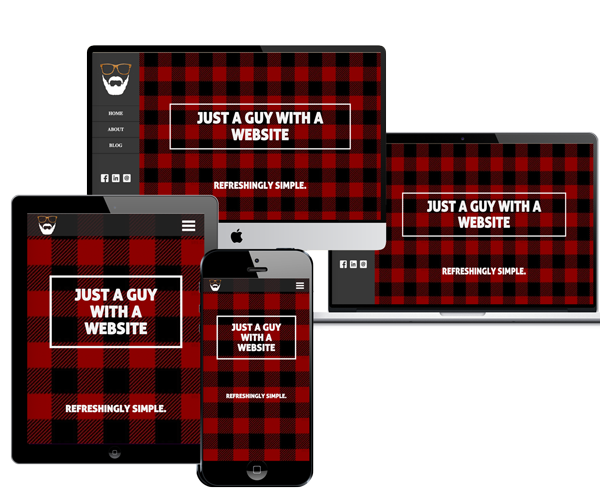 HOME
ABOUT
BLOG
JUST A GUY WITH A
WEBSITE
REFRESHINGLY SIMPLE.
JUST A GUY WITH A
WEBSITE
REFRESHINGLY SIMPLE.
JUST A GUY
WITH A
WEBSITE
REFRESHINGLY SIMPLE.
JUST A GUY
WITH A
WEBSITE
REFRESHINGLY SIMPLE.